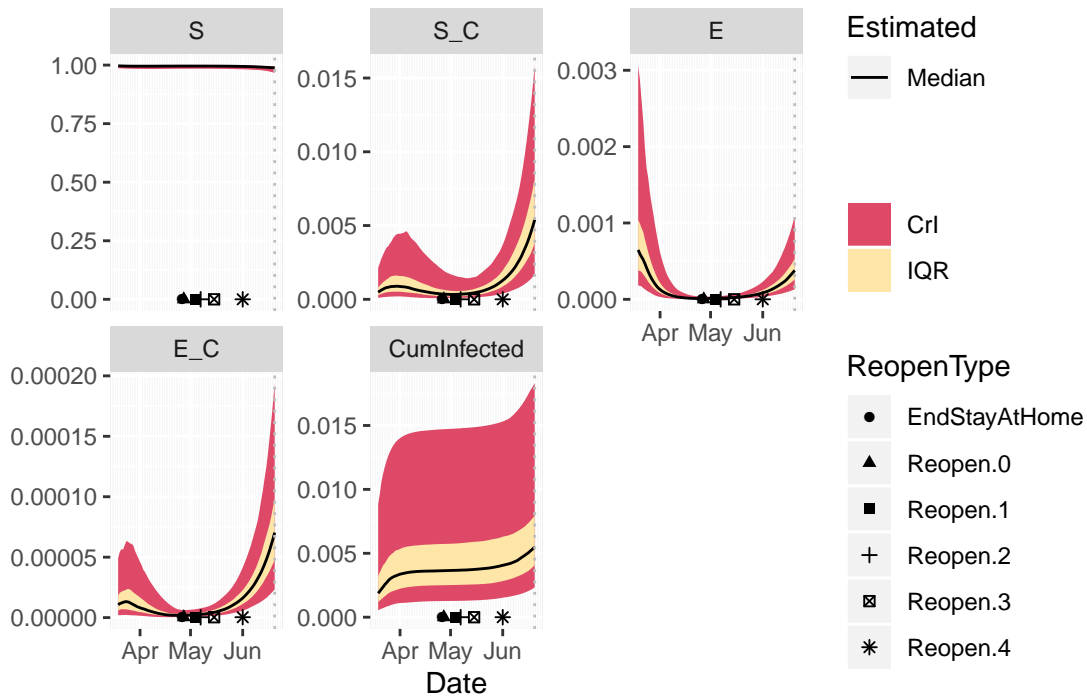 S
S_C
E
1.00
0.75
0.50
0.25
0.00
0.015
0.010
0.005
0.000
0.003
0.002
0.001
0.000
Apr May Jun
E_C
CumInfected
0.00020
0.00015
0.00010
0.00005
0.00000
Apr May Jun
0.015
0.010
0.005
0.000
Apr May Jun
Date
Estimated
Median
CrI
IQR
ReopenType
EndStayAtHome
Reopen.0
Reopen.1
Reopen.2
Reopen.3
Reopen.4